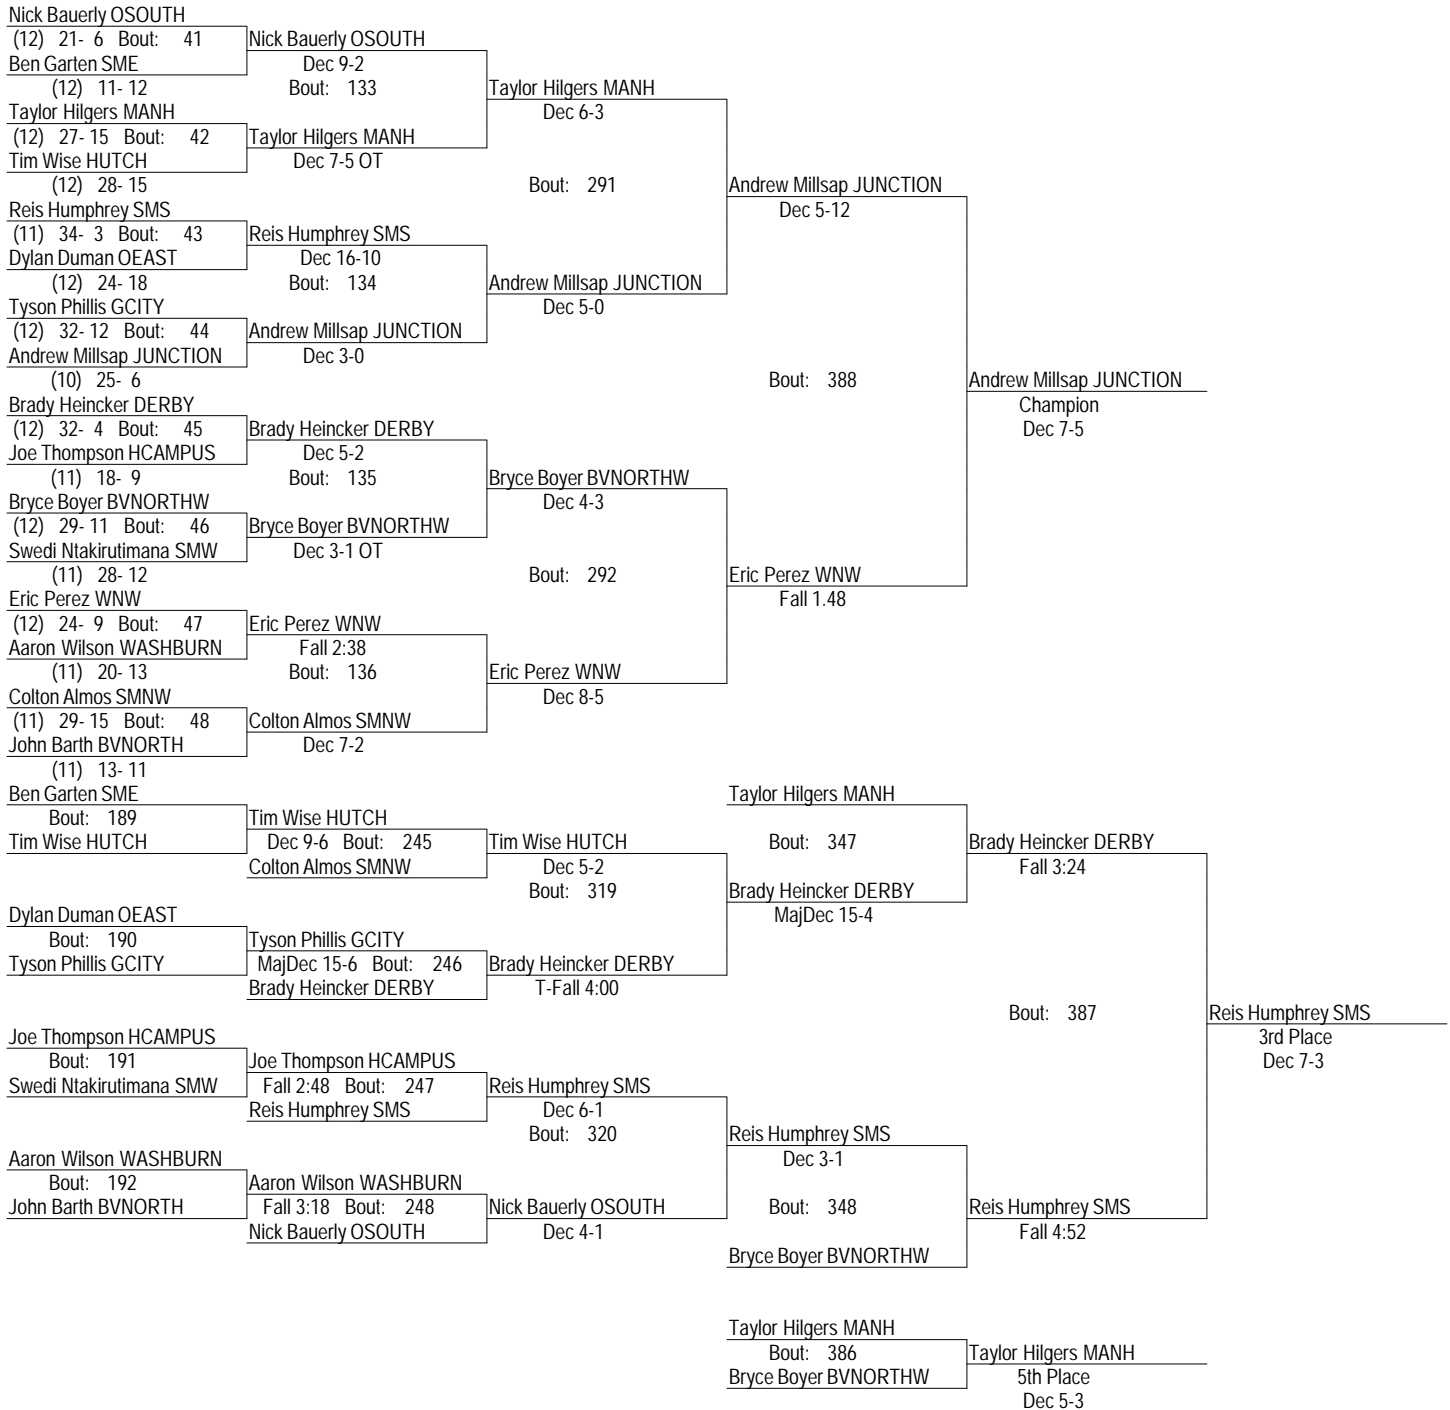 Nick Bauerly OSOUTH
(12) 21- 6 Bout: 41 Nick Bauerly OSOUTH
Ben Garten SME Dec 9-2
(12) 11- 12 Bout: 133 Taylor Hilgers MANH
Taylor Hilgers MANH Dec 6-3
(12) 27- 15 Bout: 42 Taylor Hilgers MANH
Tim Wise HUTCH Dec 7-5 OT
(12) 28- 15 Bout: 291 Andrew Millsap JUNCTION
Reis Humphrey SMS Dec 5-12
(11) 34- 3 Bout: 43 Reis Humphrey SMS
Dylan Duman OEAST Dec 16-10
(12) 24- 18 Bout: 134 Andrew Millsap JUNCTION
Tyson Phillis GCITY Dec 5-0
(12) 32- 12 Bout: 44 Andrew Millsap JUNCTION
Andrew Millsap JUNCTION Dec 3-0
(10) 25- 6 Bout: 388 Andrew Millsap JUNCTION
Brady Heincker DERBY Champion
(12) 32- 4 Bout: 45 Brady Heincker DERBY Dec 7-5
Joe Thompson HCAMPUS Dec 5-2
(11) 18- 9 Bout: 135 Bryce Boyer BVNORTHW
Bryce Boyer BVNORTHW Dec 4-3
(12) 29- 11 Bout: 46 Bryce Boyer BVNORTHW
Swedi Ntakirutimana SMW Dec 3-1 OT
(11) 28- 12 Bout: 292 Eric Perez WNW
Eric Perez WNW Fall 1.48
(12) 24- 9 Bout: 47 Eric Perez WNW
Aaron Wilson WASHBURN Fall 2:38
(11) 20- 13 Bout: 136 Eric Perez WNW
Colton Almos SMNW Dec 8-5
(11) 29- 15 Bout: 48 Colton Almos SMNW
John Barth BVNORTH Dec 7-2
(11) 13- 11
Ben Garten SME Taylor Hilgers MANH
Bout: 189 Tim Wise HUTCH
Tim Wise HUTCH Dec 9-6 Bout: 245 Tim Wise HUTCH Bout: 347 Brady Heincker DERBY
Colton Almos SMNW Dec 5-2 Fall 3:24
Bout: 319 Brady Heincker DERBY
Dylan Duman OEAST MajDec 15-4
Bout: 190 Tyson Phillis GCITY
Tyson Phillis GCITY MajDec 15-6 Bout: 246 Brady Heincker DERBY
Brady Heincker DERBY T-Fall 4:00
Bout: 387 Reis Humphrey SMS
Joe Thompson HCAMPUS 3rd Place
Bout: 191 Joe Thompson HCAMPUS Dec 7-3
Swedi Ntakirutimana SMW Fall 2:48 Bout: 247 Reis Humphrey SMS
Reis Humphrey SMS Dec 6-1
Bout: 320 Reis Humphrey SMS
Aaron Wilson WASHBURN Dec 3-1
Bout: 192 Aaron Wilson WASHBURN
John Barth BVNORTH Fall 3:18 Bout: 248 Nick Bauerly OSOUTH Bout: 348 Reis Humphrey SMS
Nick Bauerly OSOUTH Dec 4-1 Fall 4:52
Bryce Boyer BVNORTHW
Taylor Hilgers MANH
Bout: 386 Taylor Hilgers MANH
Bryce Boyer BVNORTHW 5th Place
Dec 5-3